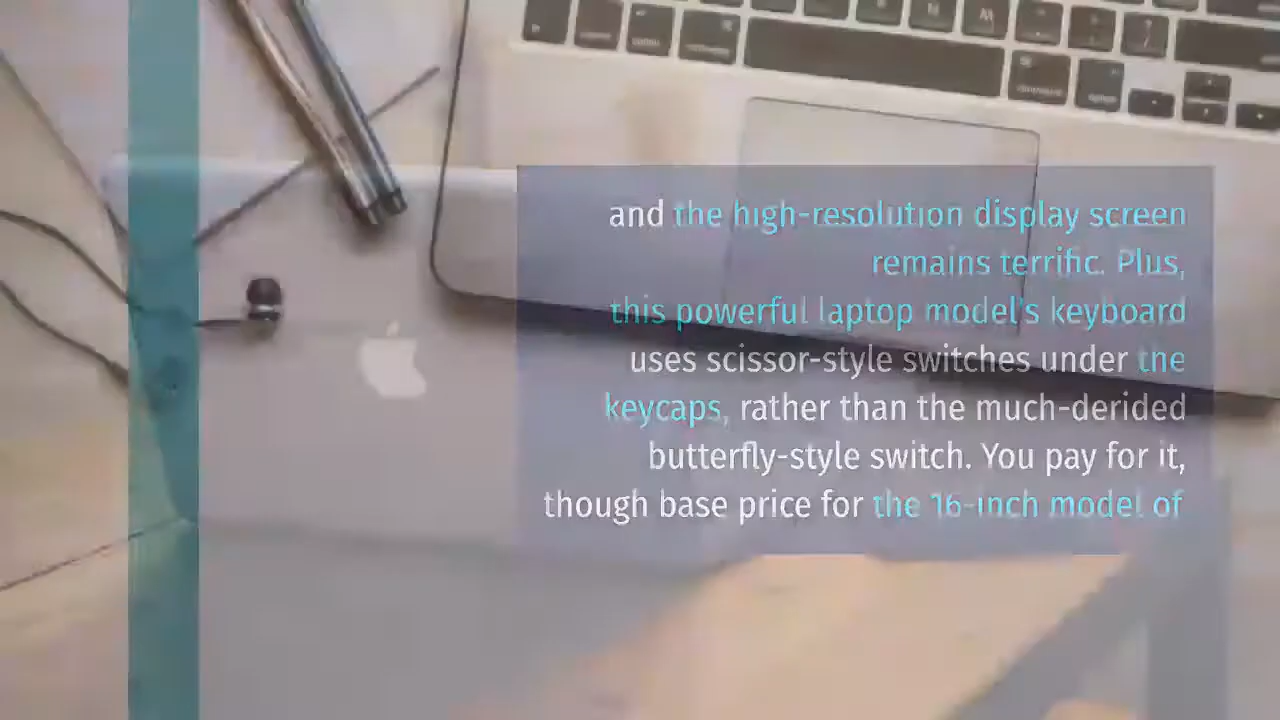 and the high-resolution display screen
remains terrific. Plus,
this powerful laptop model's keyboard
uses scissor-style switches under the
keycaps, rather than the much-derided
butterfly-style switch. You pay for it,
though base price for the 16-inch model of